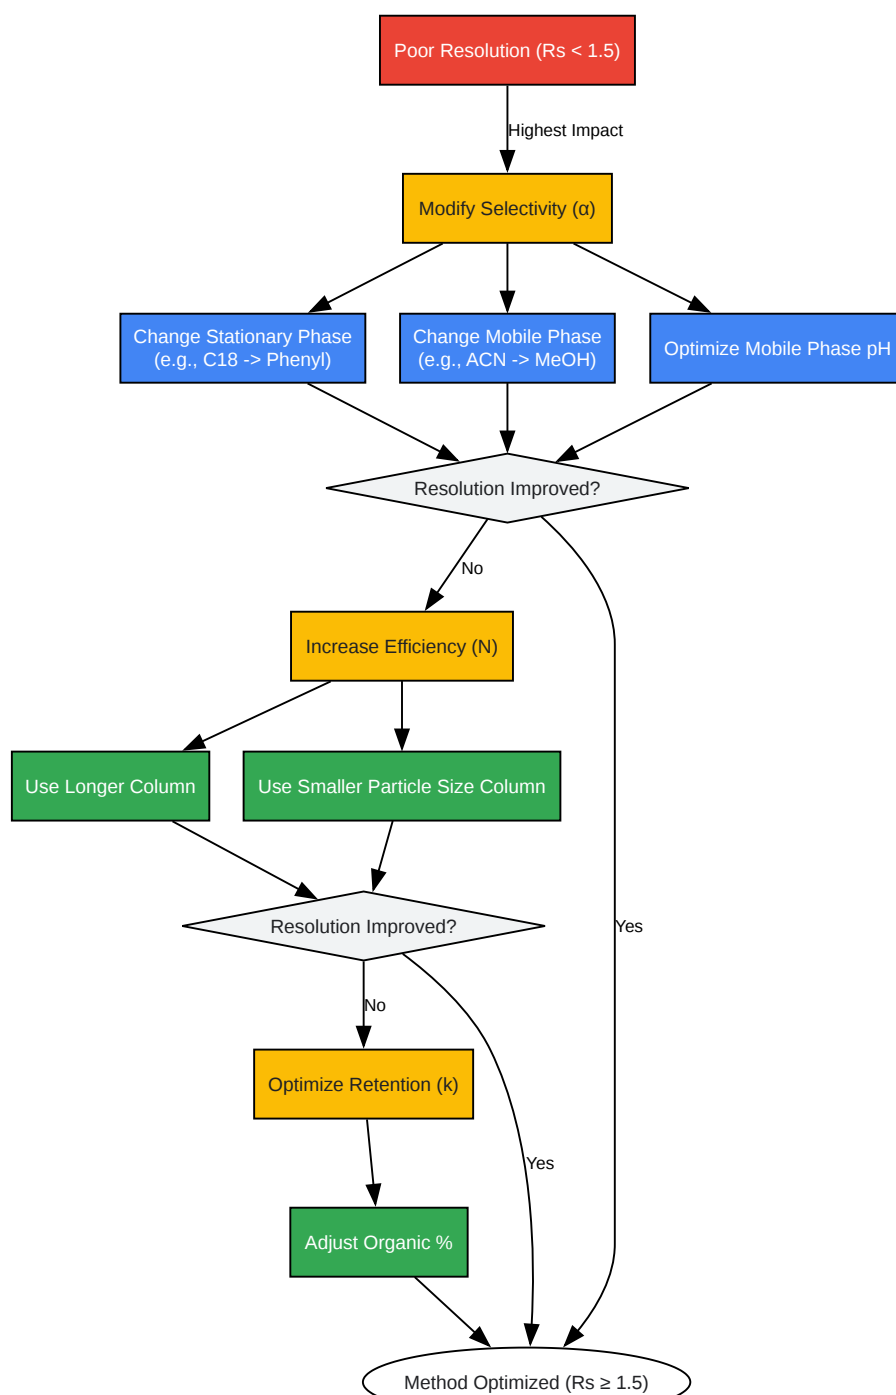 Poor Resolution (Rs < 1.5)
Highest Impact
Modify Selectivity (α)
Change Stationary Phase
(e.g., C18 -> Phenyl)
Change Mobile Phase
(e.g., ACN -> MeOH)
Optimize Mobile Phase pH
Resolution Improved?
No
Increase Efficiency (N)
Use Longer Column
Use Smaller Particle Size Column
Resolution Improved?
Yes
No
Optimize Retention (k)
Yes
Adjust Organic %
Method Optimized (Rs ≥ 1.5)